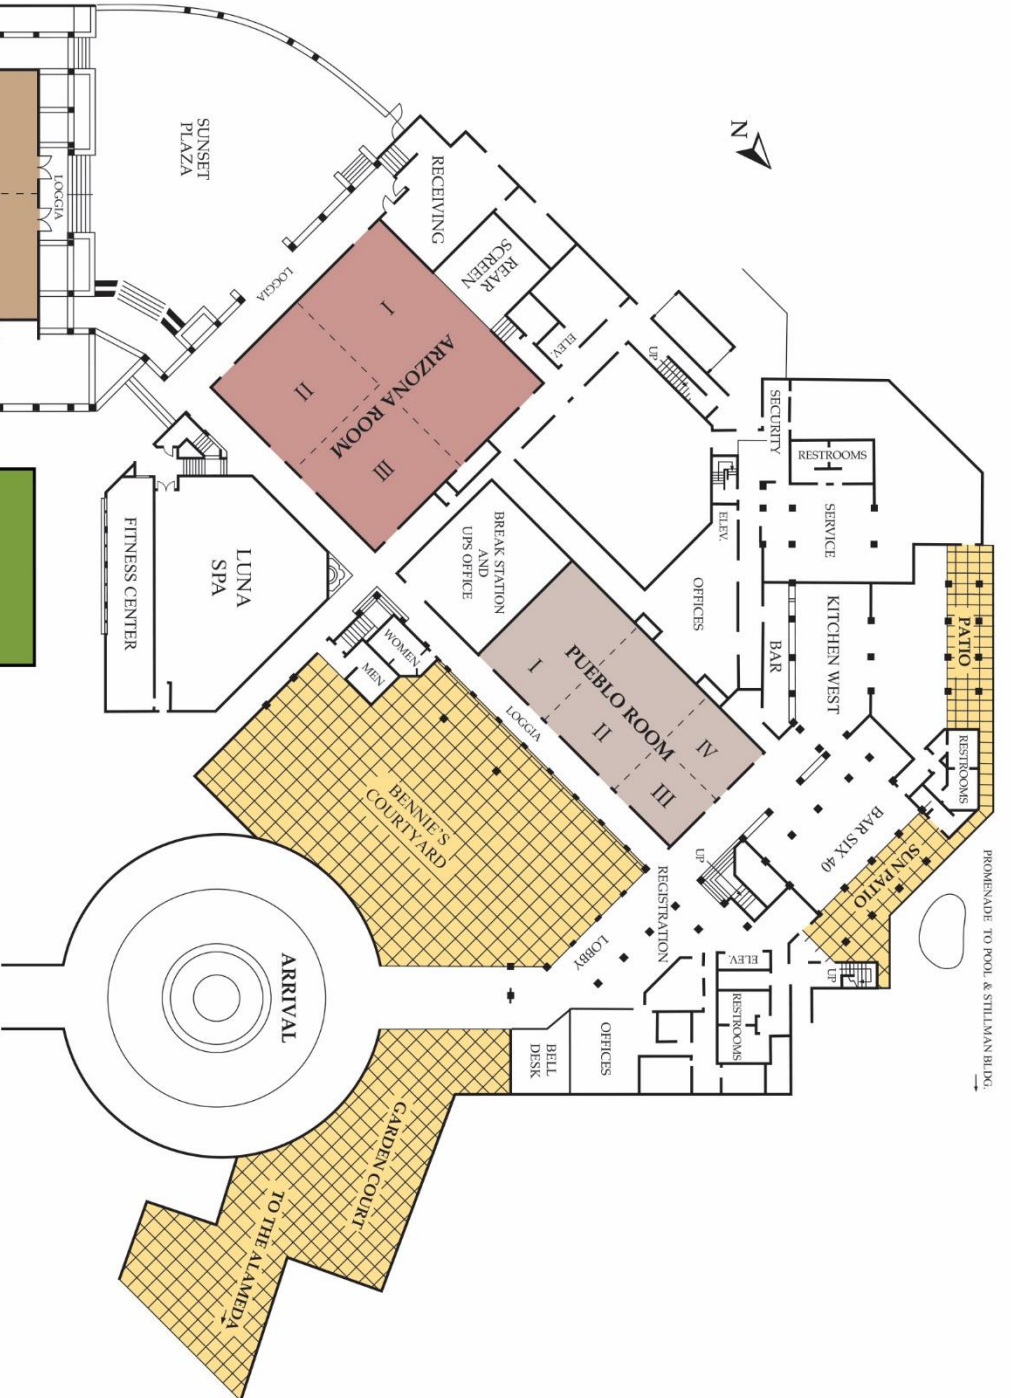 N
SUNSET
PLAZA
LOGGIA
RECEIVING
REAR
SCREEN
LOGGIA
I
ARIZONA ROOM
II
III
ELEV.
UP
SECURITY
RESTROOMS
SERVICE
ELEV.
OFFICES
BREAK STATION
AND
UPS OFFICE
FITNESS CENTER
LUNA
SPA
WOMEN
MEN
PUEBLO ROOM
I
II
III
IV
LOGGIA
BAR
KITCHEN WEST
PATIO
RESTROOMS
BAR SIX 40
SUN PATIO
PROMENADE TO POOL & STILLMAN BLDG.
BENNIE'S
COURTYARD
UP
REGISTRATION
LOBBY
ELEV.
UP
RESTROOMS
OFFICES
BELL
DESK
ARRIVAL
GARDEN COURT
TO THE ALAMEDA